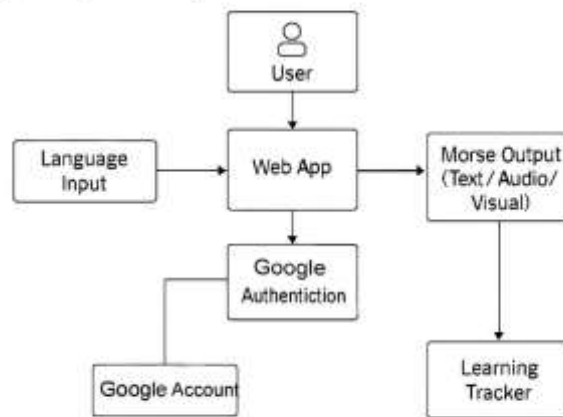 User
Language
Input
Web App
Morse Output
(Text / Audio/
Visual)
Google
Authentiction
Google Account
Learning
Tracker